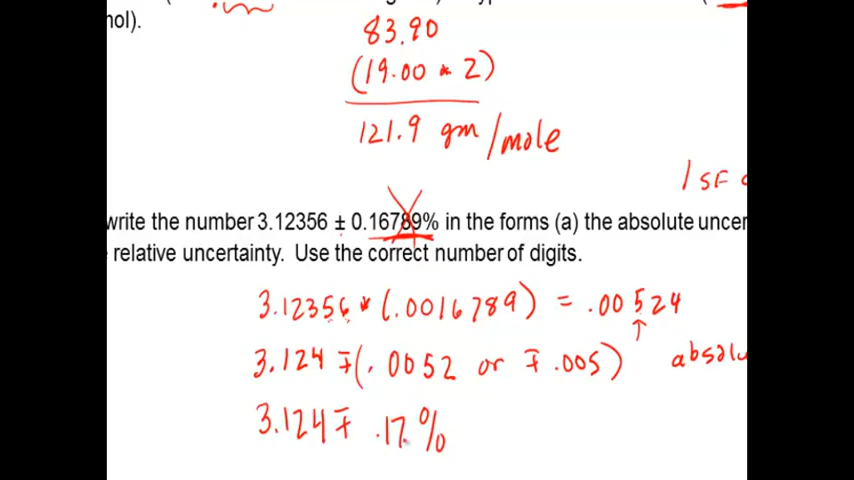 nol).
83.90
(19.00 * 2)
121.9 gm/mole
1 SF
write the number 3.12356 ± 0.16789% in the forms (a) the absolute uncer
relative uncertainty. Use the correct number of digits.
3.12356 * (.0016789) = .00524
↑
3.124 ∓ (.0052 or ∓ .005) absolu
3.124 ∓ .17%